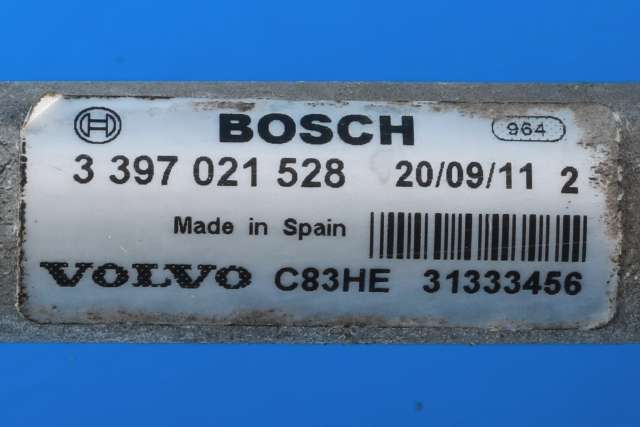 BOSCH 964
3 397 021 528 20/09/11 2
Made in Spain
VOLVO C83HE 31333456